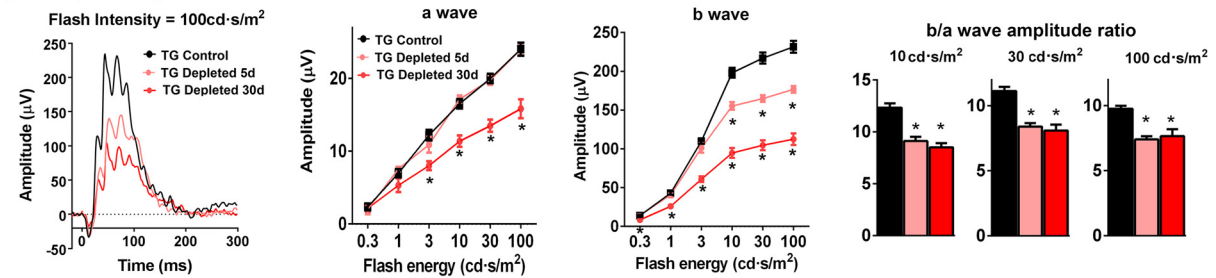 Flash Intensity = 100cd·s/m²
Amplitude (µV)
250
200
150
100
50
0
-50
0
100
200
300
Time (ms)
TG Control
TG Depleted 5d
TG Depleted 30d
a wave
Amplitude (µV)
20
10
0
TG Control
TG Depleted 5d
TG Depleted 30d
*
*
*
*
0.3 1 3 10 30 100
Flash energy (cd·s/m²)
b wave
Amplitude (µV)
250
200
150
100
50
0
*
*
*
*
*
*
*
*
*
0.3 1 3 10 30 100
Flash energy (cd·s/m²)
b/a wave amplitude ratio
10 cd·s/m²
15
10
5
0
* *
30 cd·s/m²
10
5
0
* *
100 cd·s/m²
10
5
0
* *